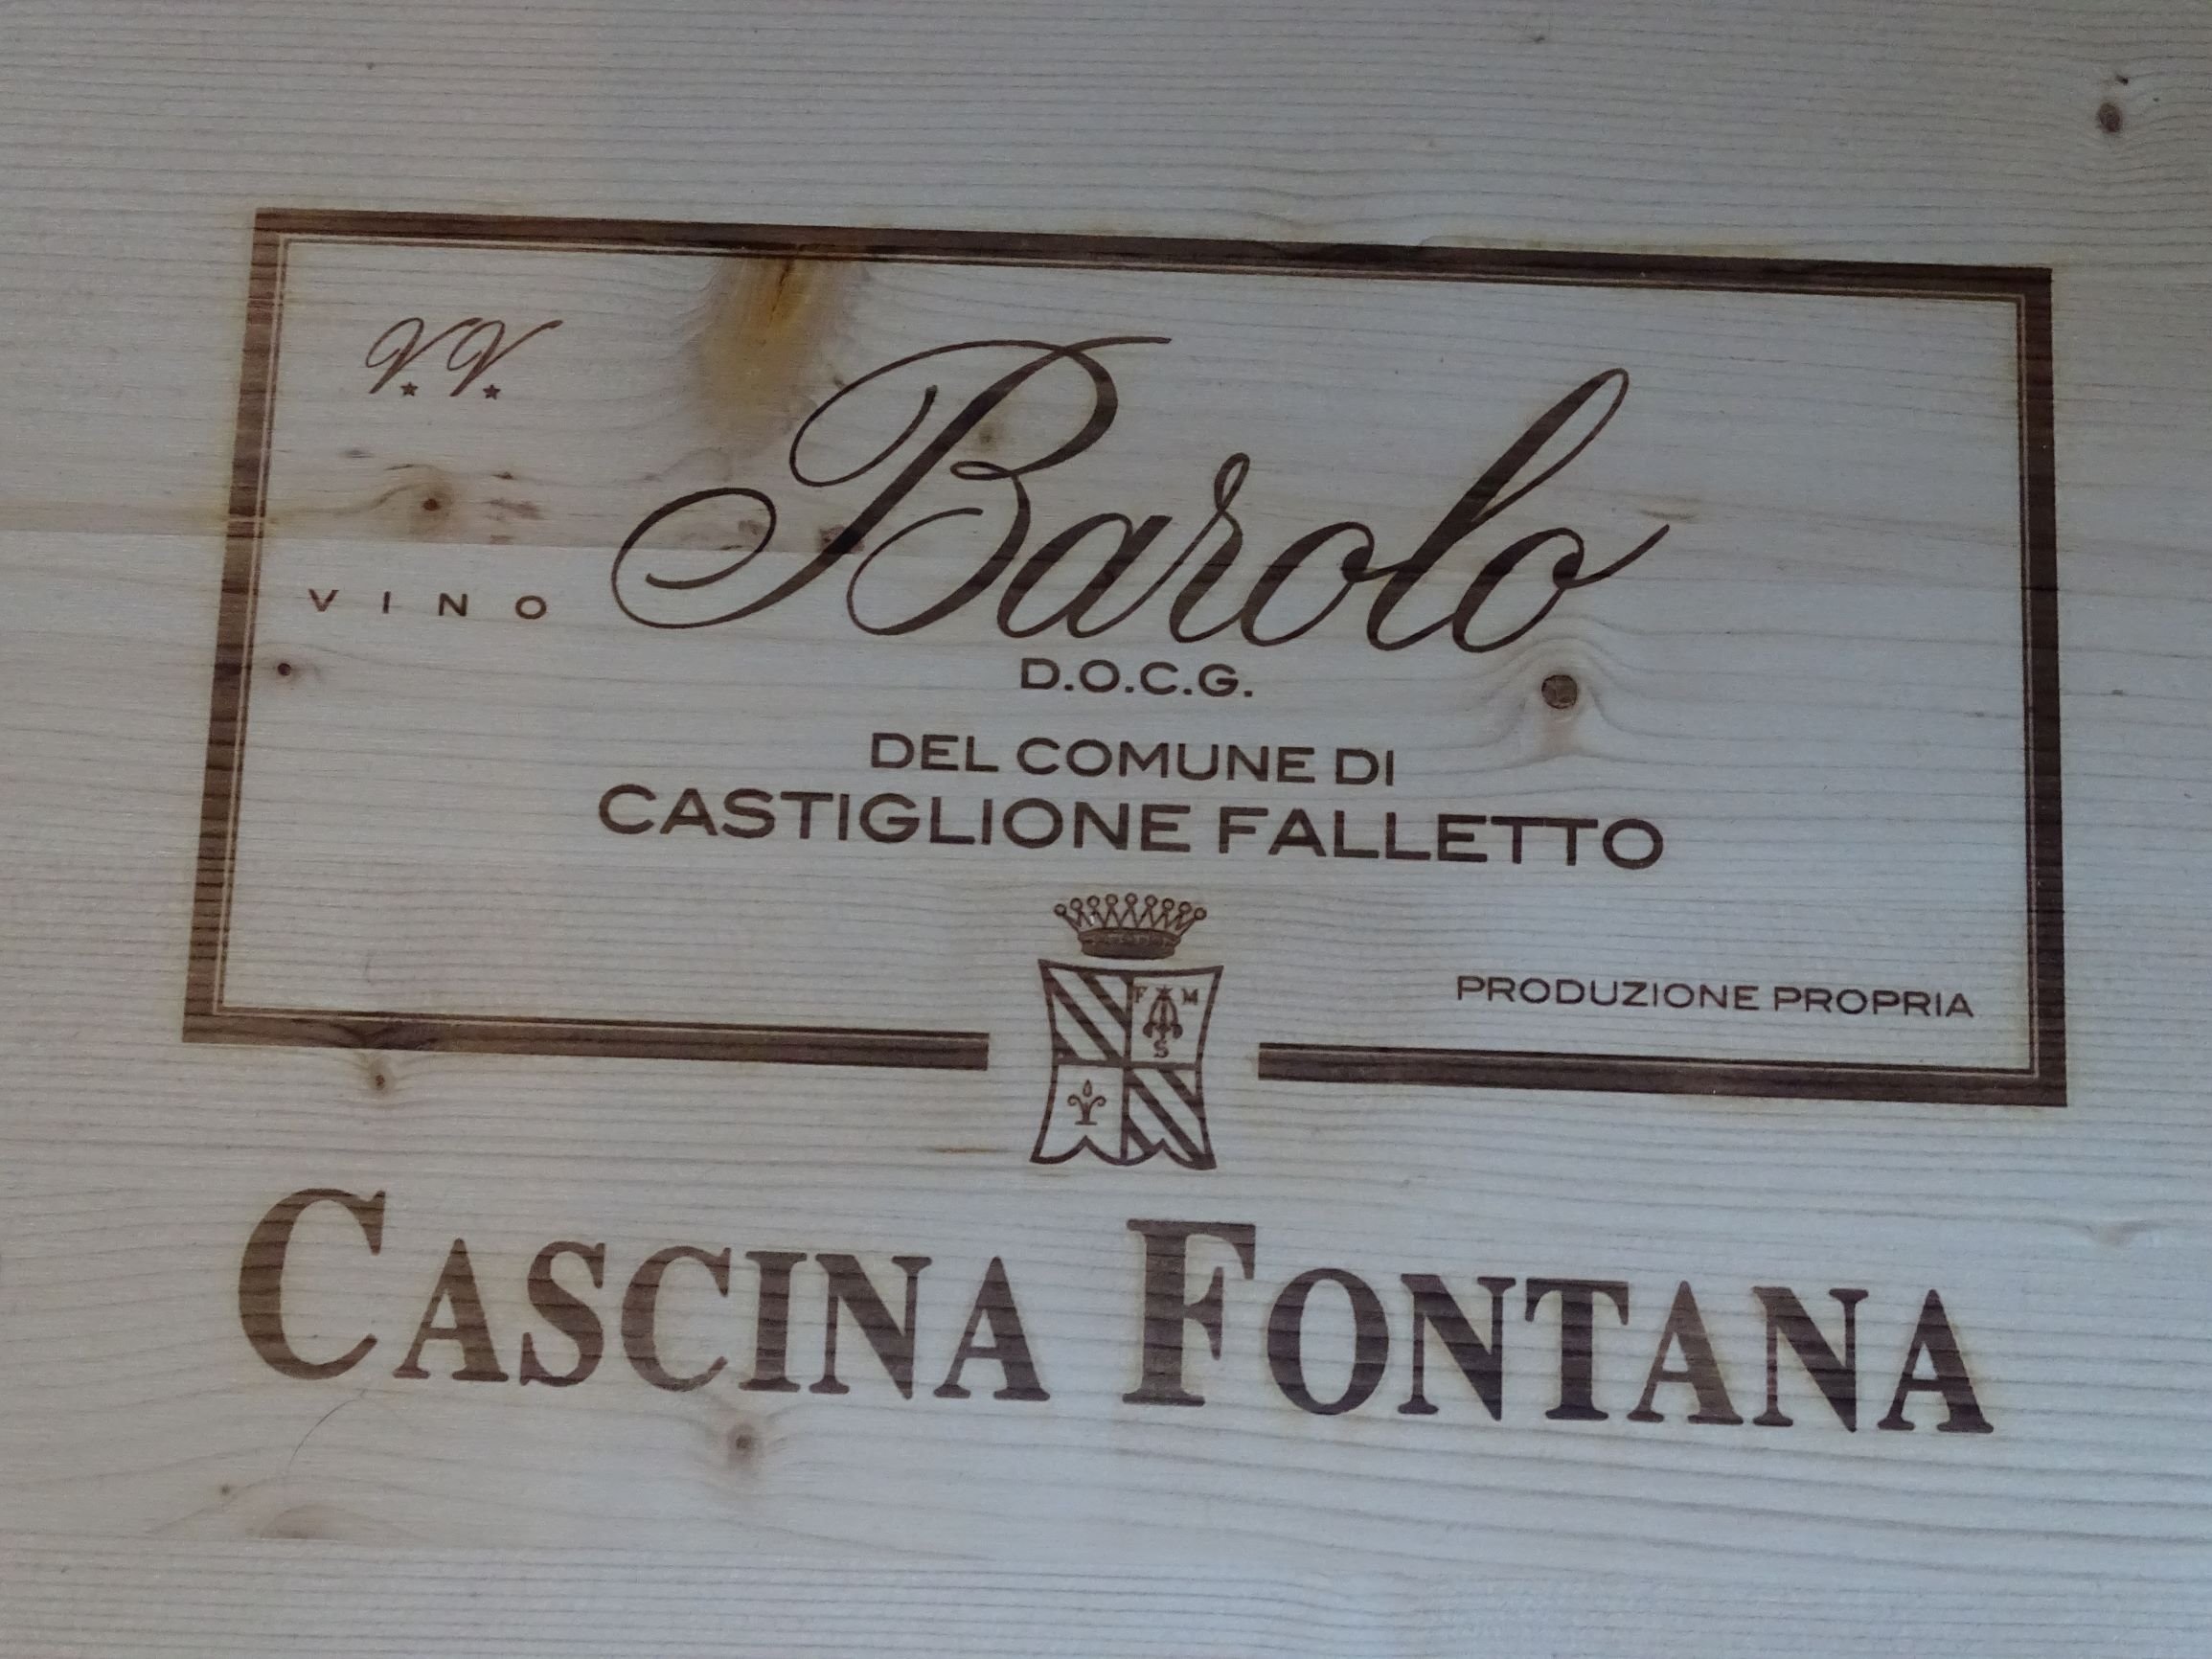 V.V.
Barolo
VINO
D.O.C.G.
DEL COMUNE DI
CASTIGLIONE FALLETTO
F M
S
PRODUZIONE PROPRIA
CASCINA FONTANA